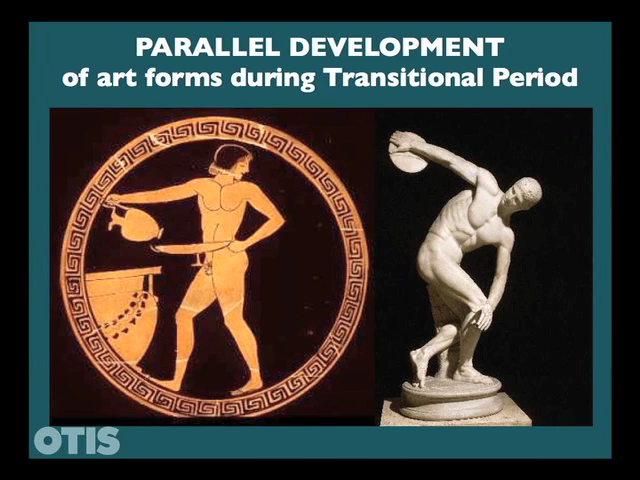 PARALLEL DEVELOPMENT
of art forms during Transitional Period
OTIS